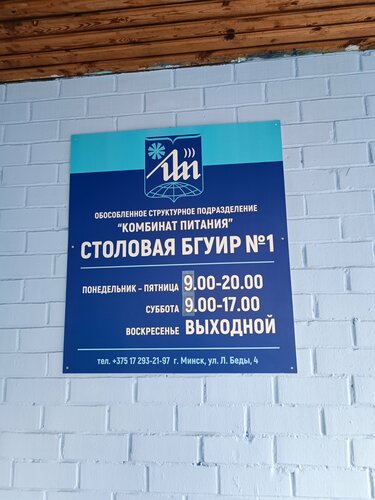 ОБОСОБЛЕННОЕ СТРУКТУРНОЕ ПОДРАЗДЕЛЕНИЕ
"КОМБИНАТ ПИТАНИЯ"
СТОЛОВАЯ БГУИР №1
ПОНЕДЕЛЬНИК - ПЯТНИЦА 9.00-20.00
СУББОТА 9.00-17.00
ВОСКРЕСЕНЬЕ ВЫХОДНОЙ
тел. +375 17 293-21-97 г. Минск, ул. Л. Беды, 4